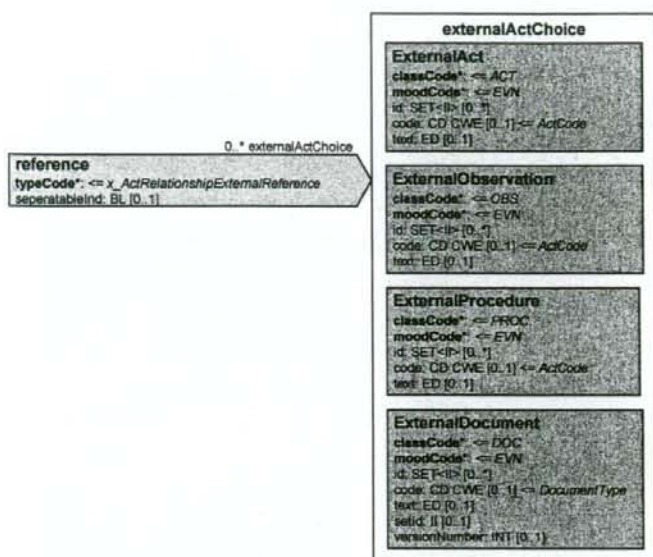 externalActChoice
ExternalAct
classCode*: <= ACT
moodCode*: <= EVN
id: SET<II> [0..*]
code: CD CWE [0..1] <= ActCode
text: ED [0..1]
0..* externalActChoice
reference
typeCode*: <= x_ActRelationshipExternalReference
seperatableInd: BL [0..1]
ExternalObservation
classCode*: <= OBS
moodCode*: <= EVN
id: SET<II> [0..*]
code: CD CWE [0..1] <= ActCode
text: ED [0..1]
ExternalProcedure
classCode*: <= PROC
moodCode*: <= EVN
id: SET<II> [0..*]
code: CD CWE [0..1] <= ActCode
text: ED [0..1]
ExternalDocument
classCode*: <= DOC
moodCode*: <= EVN
id: SET<II> [0..*]
code: CD CWE [0..1] <= DocumentType
text: ED [0..1]
setId: II [0..1]
versionNumber: INT [0..1]